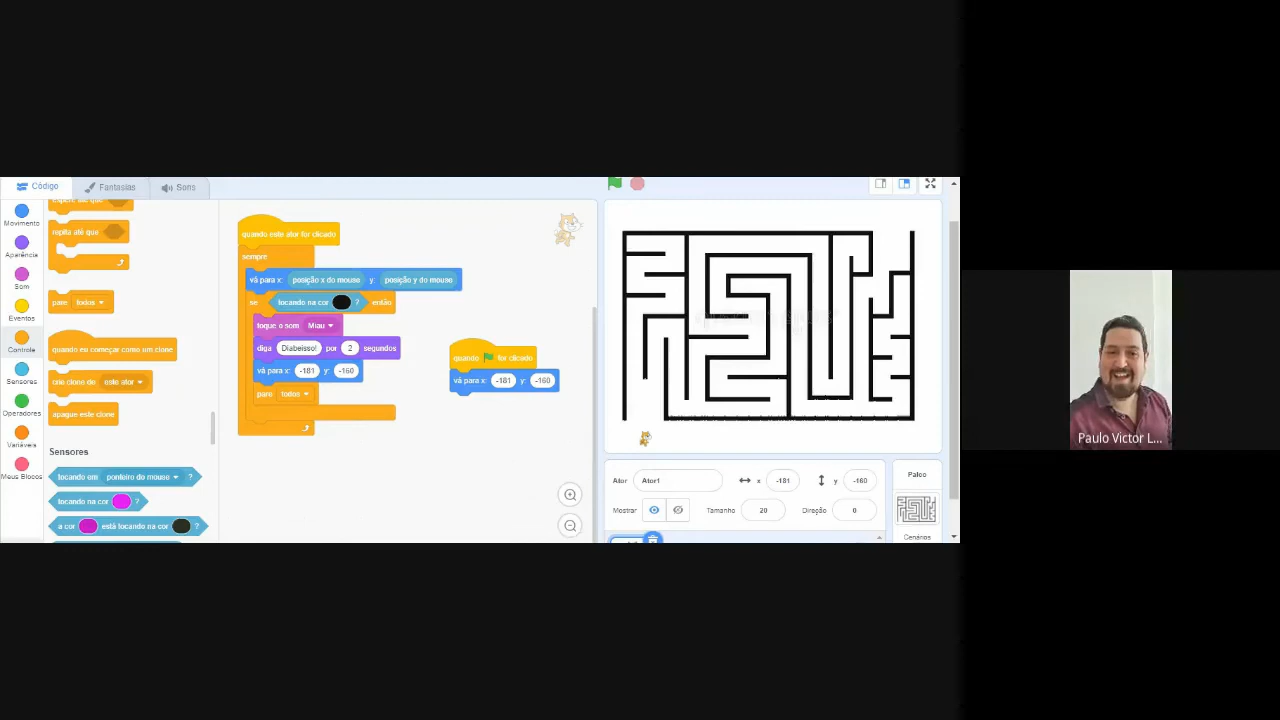 Código
Fantasias
Sons
Movimento
Aparência
Som
Eventos
Controle
Sensores
Operadores
Variáveis
Meus Blocos
espere até que
repita até que
pare todos
quando eu começar como um clone
crie clone de este ator
apague este clone
Sensores
tocando em ponteiro do mouse ?
tocando na cor ?
a cor está tocando na cor ?
quando este ator for clicado
sempre
vá para x: posição x do mouse y: posição y do mouse
se tocando na cor ? então
toque o som Miau
diga Diabeisso! por 2 segundos
vá para x: -181 y: -160
pare todos
quando for clicado
vá para x: -181 y: -160
Ator Ator1 x -181 y -160
Mostrar Tamanho 20 Direção 0
Palco
Cenários
Paulo Victor L...